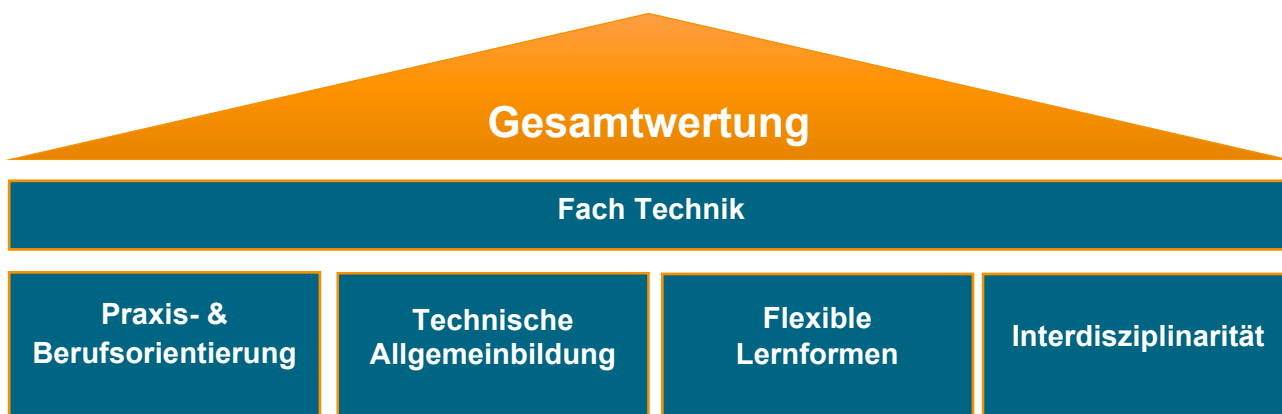 Gesamtwertung
Fach Technik
Praxis- &
Berufsorientierung
Technische
Allgemeinbildung
Flexible
Lernformen
Interdisziplinarität